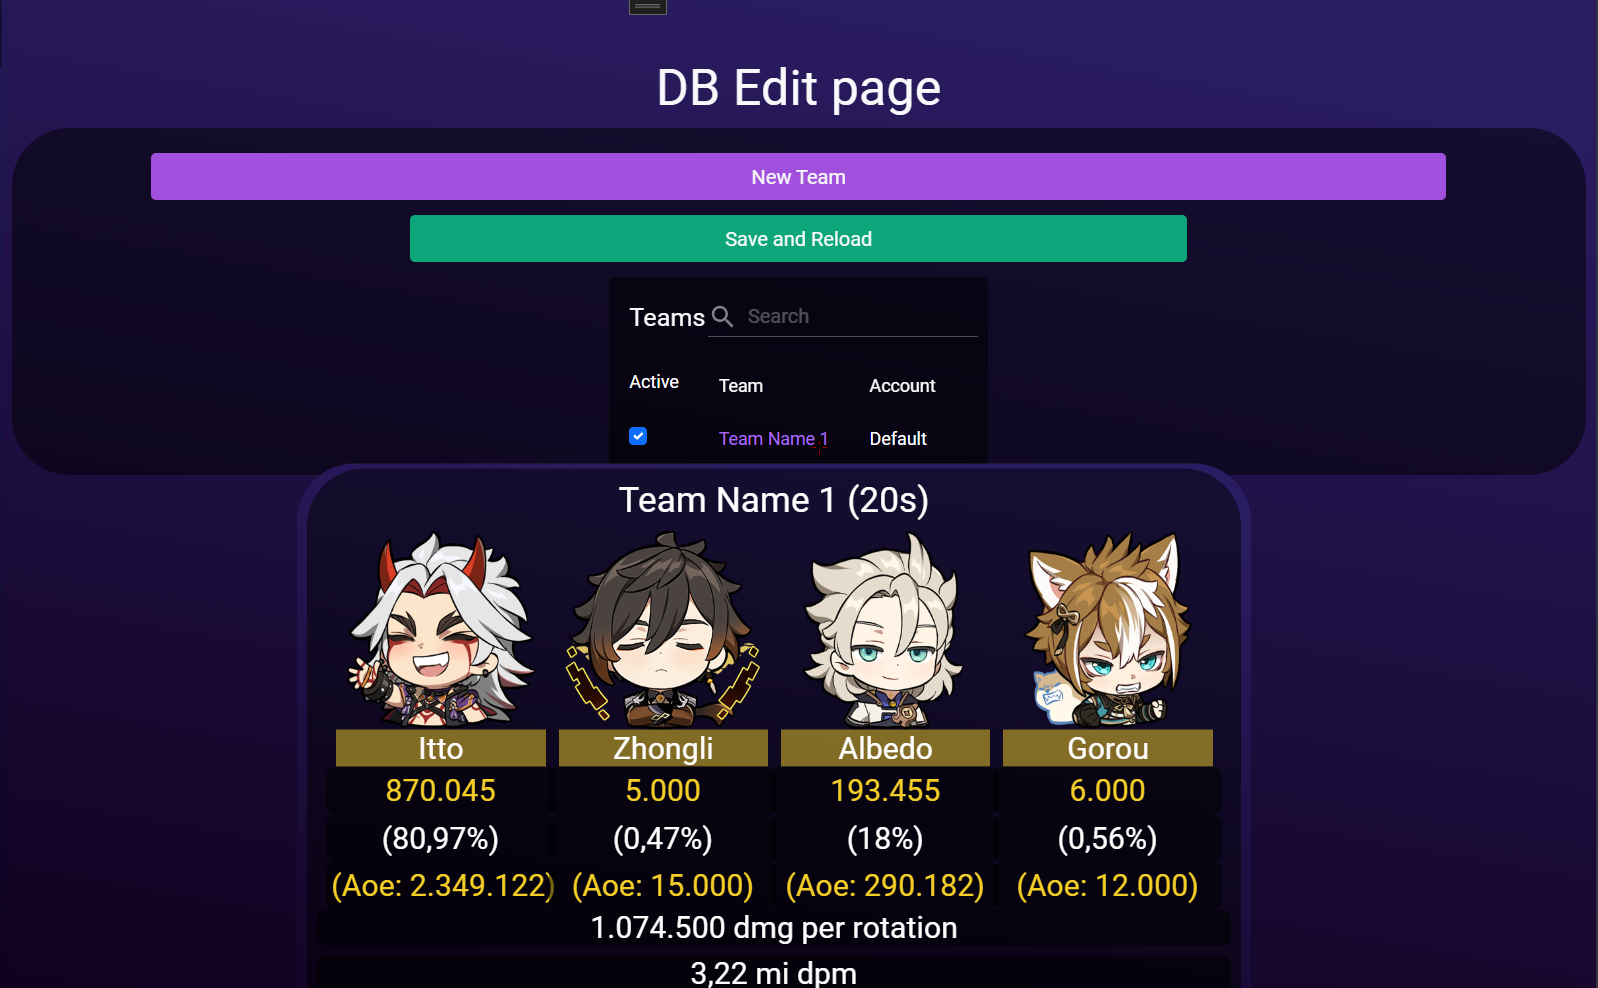 DB Edit page
New Team
Save and Reload
Teams Search
Active Team Account
Team Name 1 Default
Team Name 1 (20s)
Itto Zhongli Albedo Gorou
870.045 5.000 193.455 6.000
(80,97%) (0,47%) (18%) (0,56%)
(Aoe: 2.349.122) (Aoe: 15.000) (Aoe: 290.182) (Aoe: 12.000)
1.074.500 dmg per rotation
3,22 mi dpm